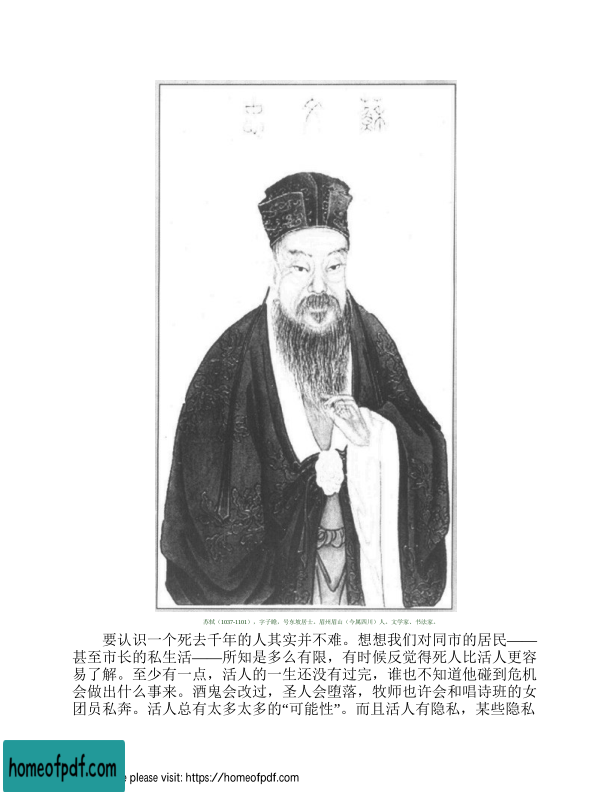 苏轼（1037-1101），字子瞻，号东坡居士，眉州眉山（今属四川）人，文学家、书法家。
要认识一个死去千年的人其实并不难。想想我们对同市的居民——
甚至市长的私生活——所知是多么有限，有时候反觉得死人比活人更容
易了解。至少有一点，活人的一生还没有过完，谁也不知道他碰到危机
会做出什么事来。酒鬼会改过，圣人会堕落，牧师也许会和唱诗班的女
团员私奔。活人总有太多太多的“可能性”。而且活人有隐私，某些隐私
homeofpdf.com
e please visit: https://homeofpdf.com